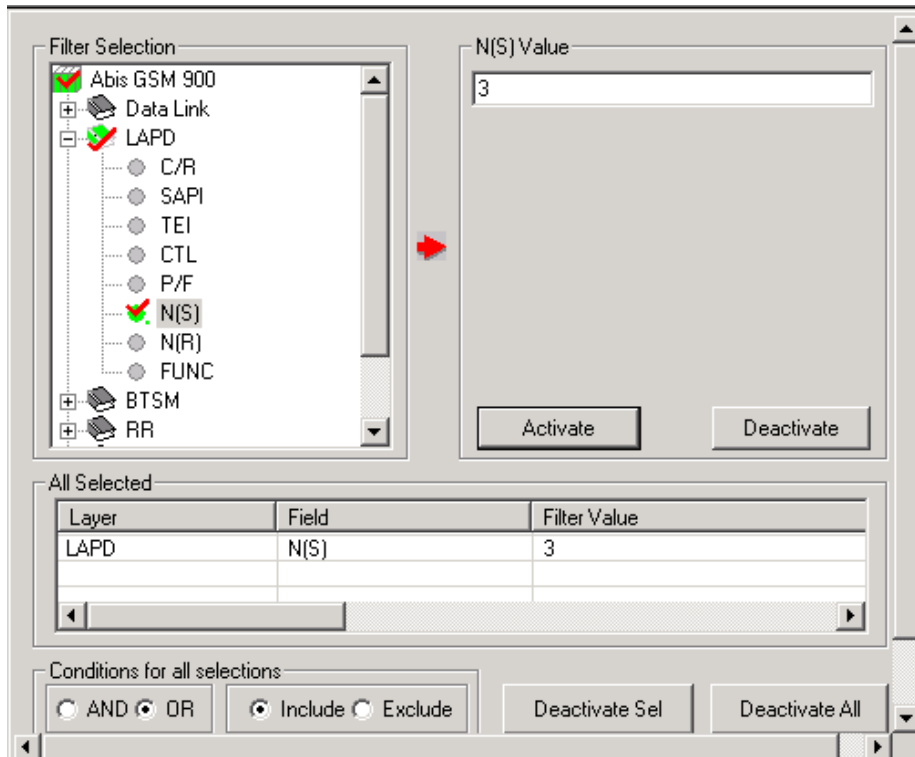 Filter Selection
Abis GSM 900
Data Link
LAPD
C/R
SAPI
TEI
CTL
P/F
N(S)
N(R)
FUNC
BTSM
RR
N(S) Value
3
Activate Deactivate
All Selected
Layer Field Filter Value
LAPD N(S) 3
Conditions for all selections
AND OR Include Exclude Deactivate Sel Deactivate All